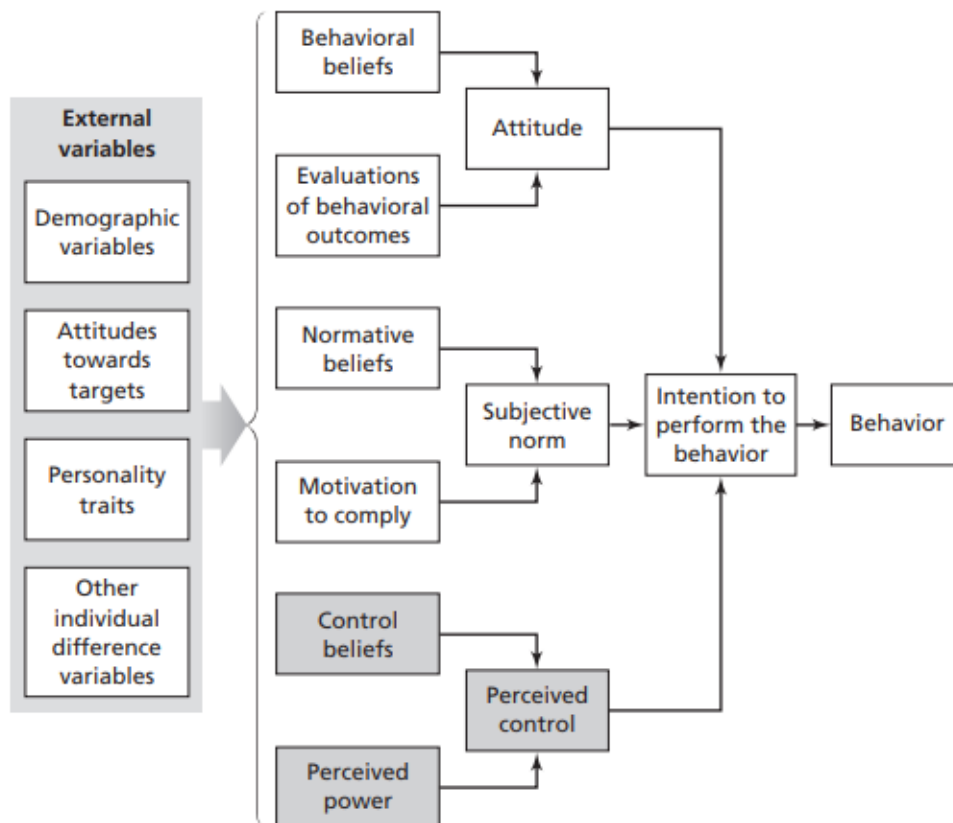 External
variables
Demographic
variables
Attitudes
towards
targets
Personality
traits
Other
individual
difference
variables
Behavioral
beliefs
Evaluations
of behavioral
outcomes
Normative
beliefs
Motivation
to comply
Control
beliefs
Perceived
power
Attitude
Subjective
norm
Perceived
control
Intention to
perform the
behavior
Behavior